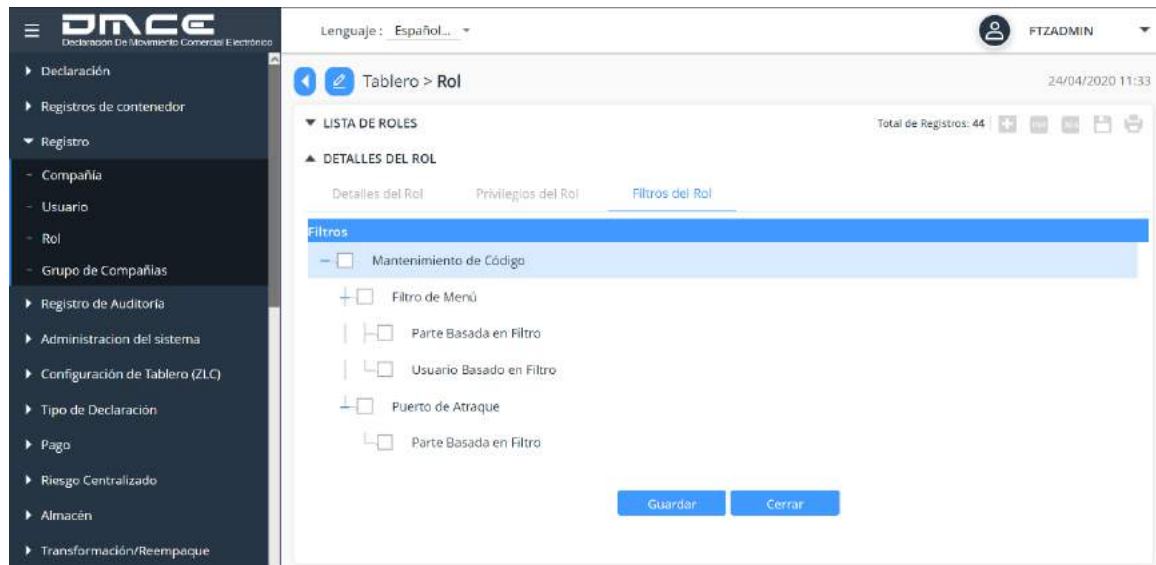 DMCE
Declaración De Movimiento Comercial Electrónico
Lenguaje : Español...
FTZADMIN
Declaración
Registros de contenedor
Registro
Compañía
Usuario
Rol
Grupo de Compañias
Registro de Auditoría
Administracion del sistema
Configuración de Tablero (ZLC)
Tipo de Declaración
Pago
Riesgo Centralizado
Almacén
Transformación/Reempaque
Tablero > Rol
24/04/2020 11:33
LISTA DE ROLES
Total de Registros: 44
DETALLES DEL ROL
Detalles del Rol Privilegios del Rol Filtros del Rol
Filtros
Mantenimiento de Código
Filtro de Menú
Parte Basada en Filtro
Usuario Basado en Filtro
Puerto de Atraque
Parte Basada en Filtro
Guardar Cerrar